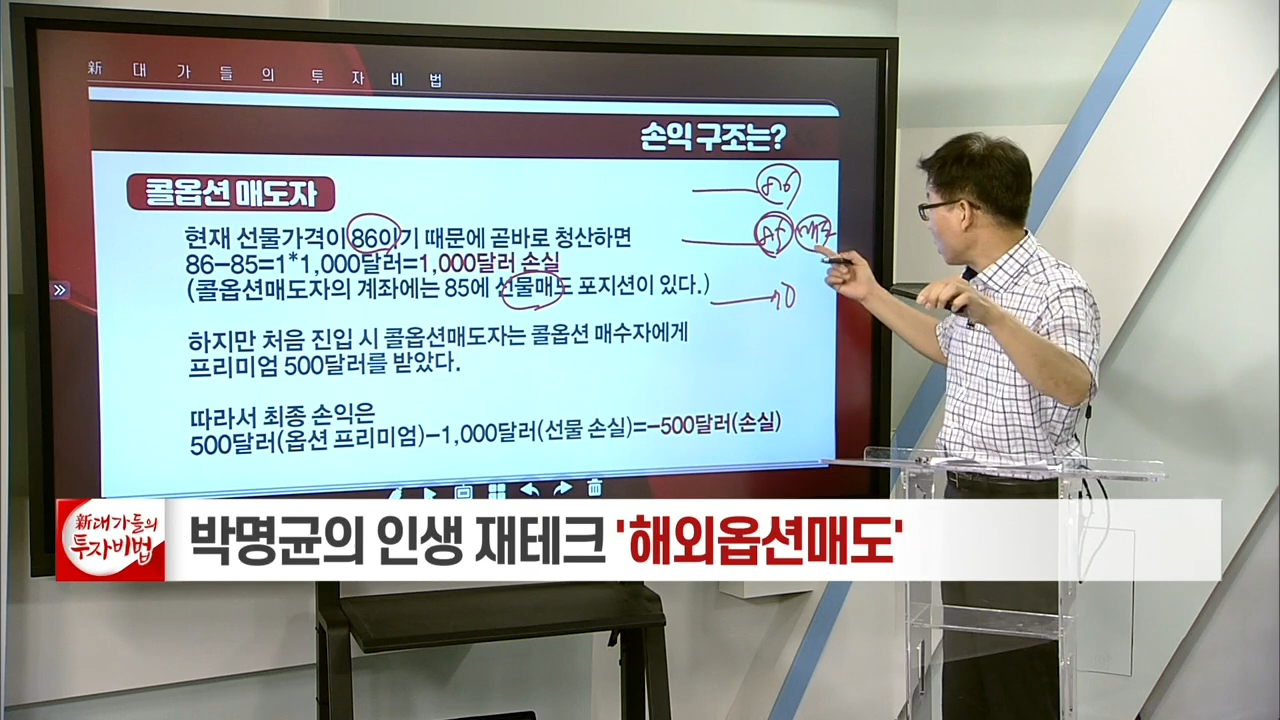 新 대 가 들 의 투 자 비 법
손익 구조는?
콜옵션 매도자
현재 선물가격이 86이기 때문에 곧바로 청산하면
86-85=1*1,000달러=1,000달러 손실
(콜옵션매도자의 계좌에는 85에 선물매도 포지션이 있다.)
하지만 처음 진입 시 콜옵션매도자는 콜옵션 매수자에게
프리미엄 500달러를 받았다.
따라서 최종 손익은
500달러(옵션 프리미엄)-1,000달러(선물 손실)=-500달러(손실)
86
85 매도
新대가들의
투자비법
박명균의 인생 재테크 '해외옵션매도'